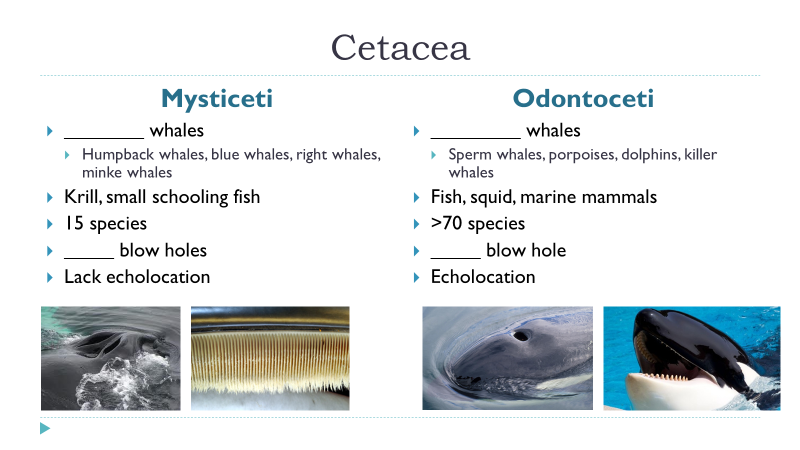 Cetacea
Mysticeti
________ whales
Humpback whales, blue whales, right whales,
minke whales
Krill, small schooling fish
15 species
_____ blow holes
Lack echolocation
Odontoceti
_________ whales
Sperm whales, porpoises, dolphins, killer
whales
Fish, squid, marine mammals
>70 species
_____ blow hole
Echolocation